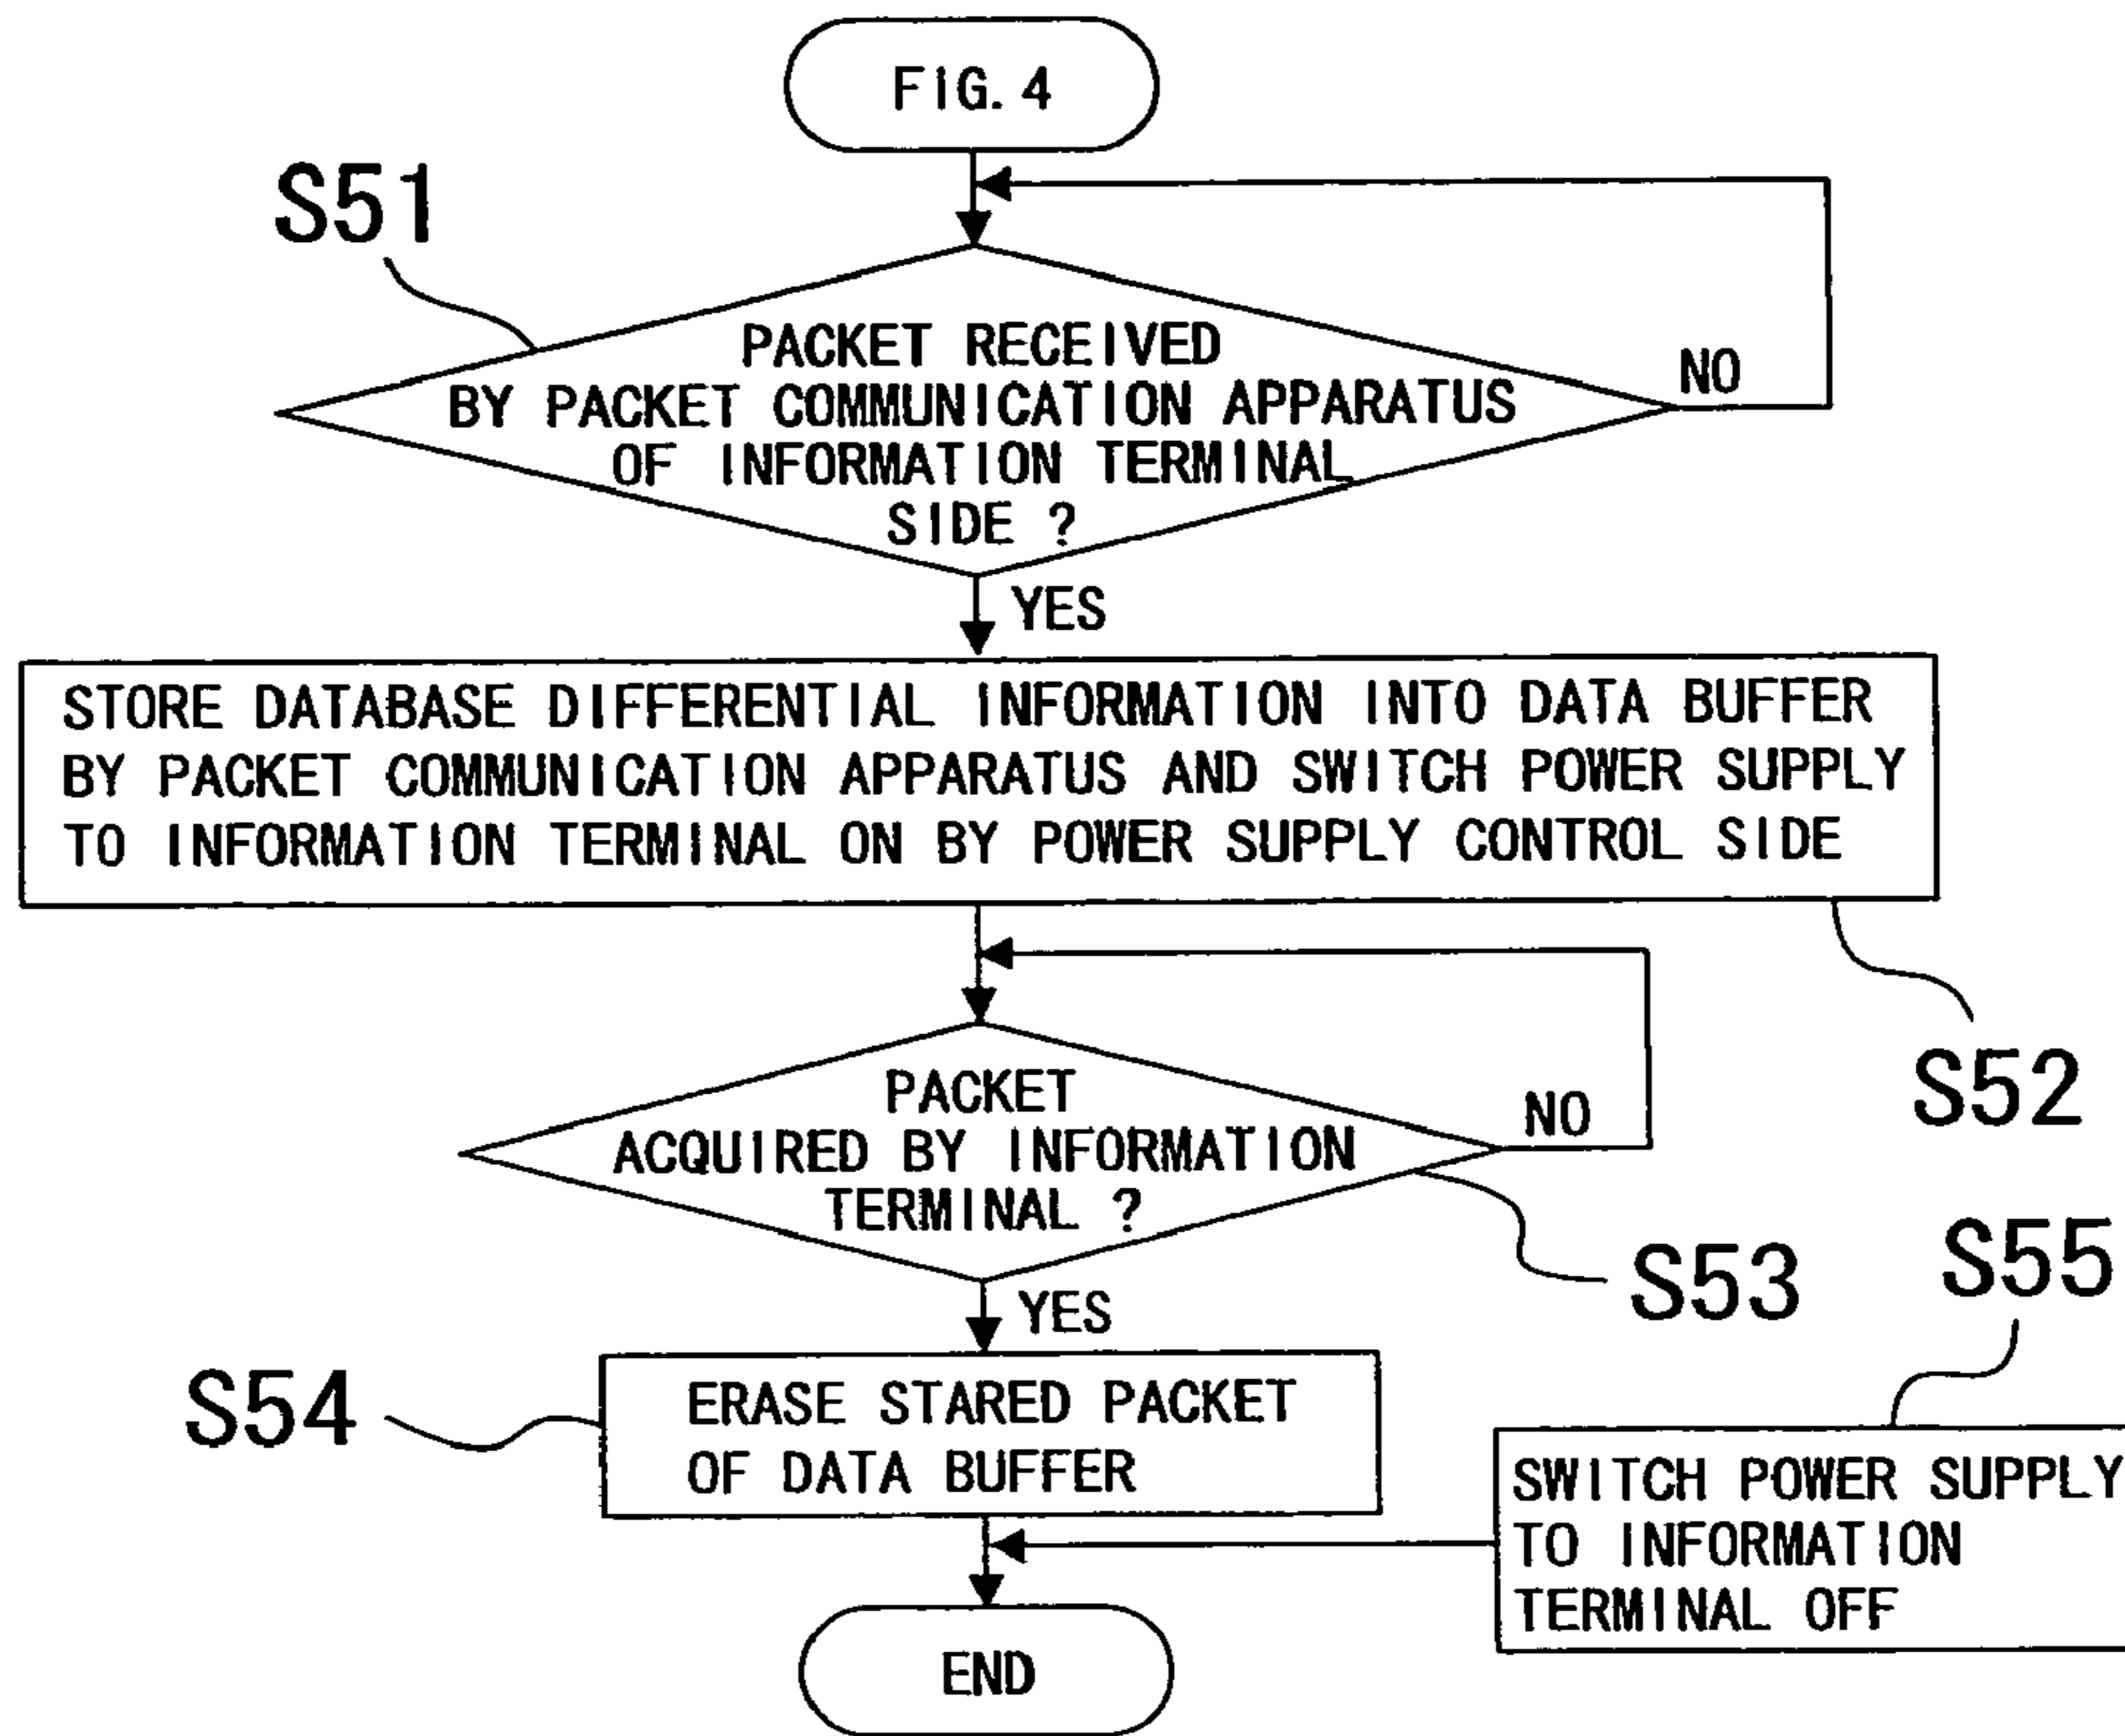 FIG. 4
S51
PACKET RECEIVED
BY PACKET COMMUNICATION APPARATUS
OF INFORMATION TERMINAL
SIDE ?
NO
YES
STORE DATABASE DIFFERENTIAL INFORMATION INTO DATA BUFFER
BY PACKET COMMUNICATION APPARATUS AND SWITCH POWER SUPPLY
TO INFORMATION TERMINAL ON BY POWER SUPPLY CONTROL SIDE
S52
PACKET
ACQUIRED BY INFORMATION
TERMINAL ?
NO
S53
YES
S54
ERASE STARED PACKET
OF DATA BUFFER
S55
SWITCH POWER SUPPLY
TO INFORMATION
TERMINAL OFF
END